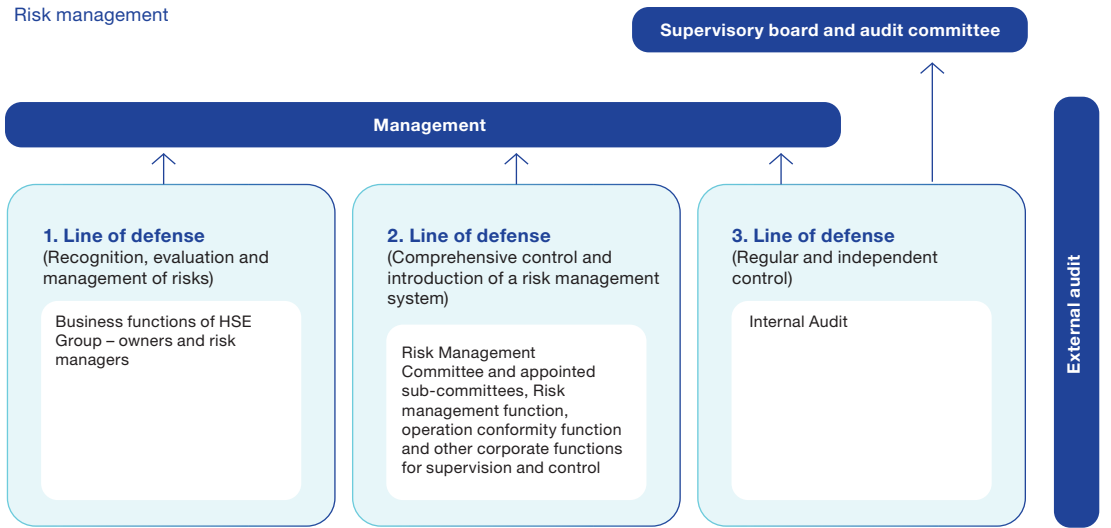 Risk management
Supervisory board and audit committee
Management
1. Line of defense
(Recognition, evaluation and
management of risks)
Business functions of HSE
Group – owners and risk
managers
2. Line of defense
(Comprehensive control and
introduction of a risk management
system)
Risk Management
Committee and appointed
sub-committees, Risk
management function,
operation conformity function
and other corporate functions
for supervision and control
3. Line of defense
(Regular and independent
control)
Internal Audit
External audit